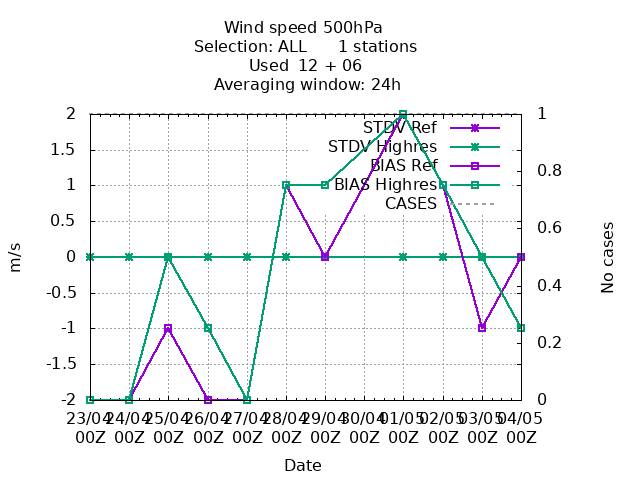 Wind speed 500hPa
Selection: ALL 1 stations
Used 12 + 06
Averaging window: 24h
2
1.5
1
0.5
0
-0.5
-1
-1.5
-2
m/s
1
0.8
0.6
0.4
0.2
0
No cases
STDV Ref
STDV Highres
BIAS Ref
BIAS Highres
CASES
23/04 24/04 25/04 26/04 27/04 28/04 29/04 30/04 01/05 02/05 03/05 04/05
00Z 00Z 00Z 00Z 00Z 00Z 00Z 00Z 00Z 00Z 00Z 00Z
Date